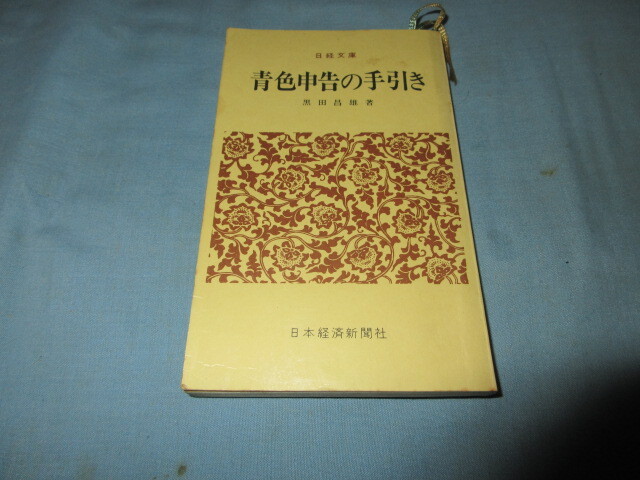 日経文庫
青色申告の手引き
黒田昌雄著
日本経済新聞社